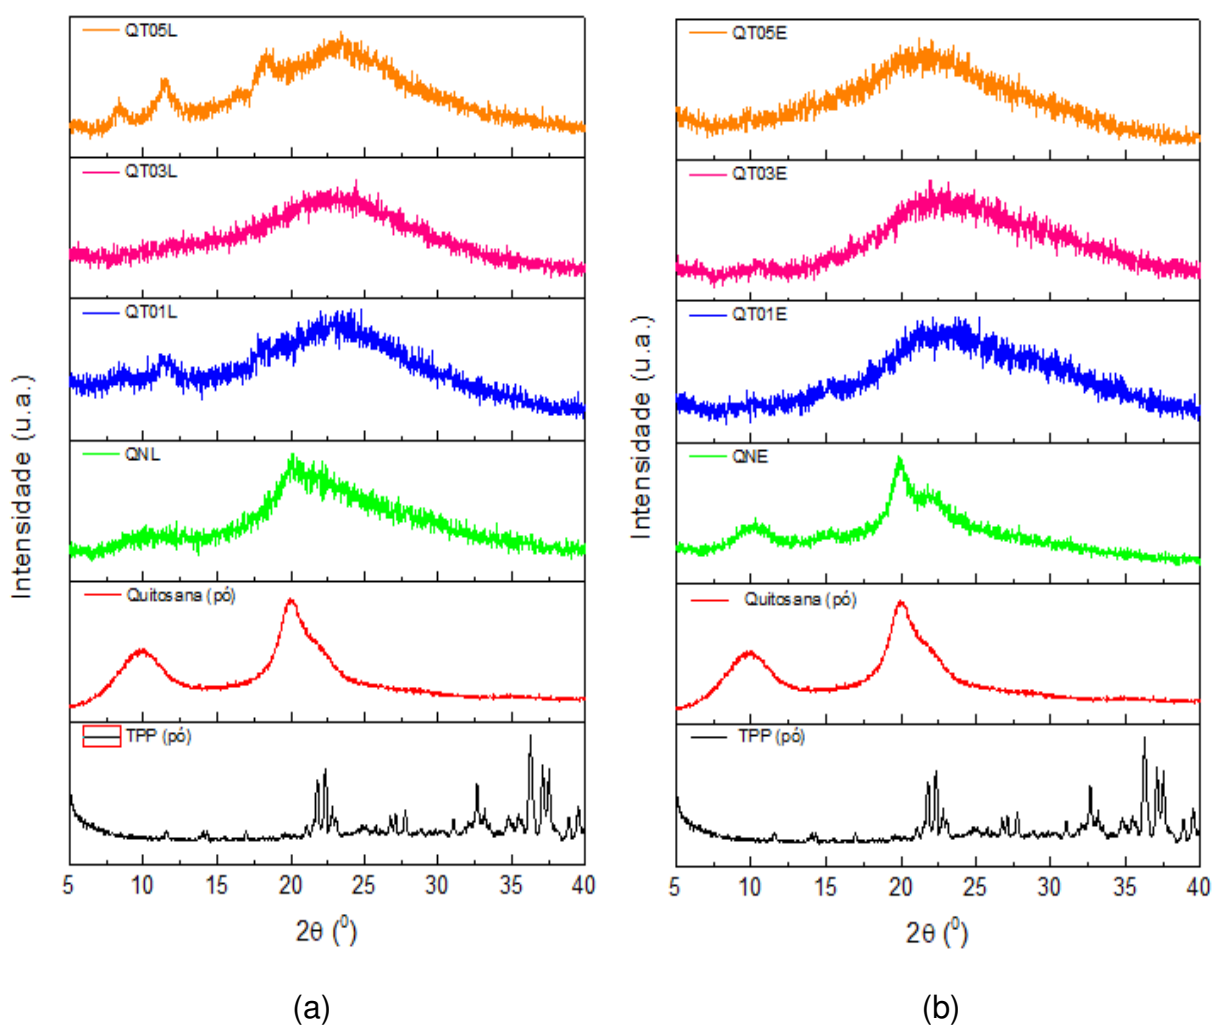 QT05L
QT03L
QT01L
QNL
Quitosana (pó)
TPP (pó)
Intensidade (u.a.)
5 10 15 20 25 30 35 40
2θ (⁰)
(a)
QT05E
QT03E
QT01E
QNE
Quitosana (pó)
TPP (pó)
Intensidade (u.a.)
5 10 15 20 25 30 35 40
2θ (⁰)
(b)